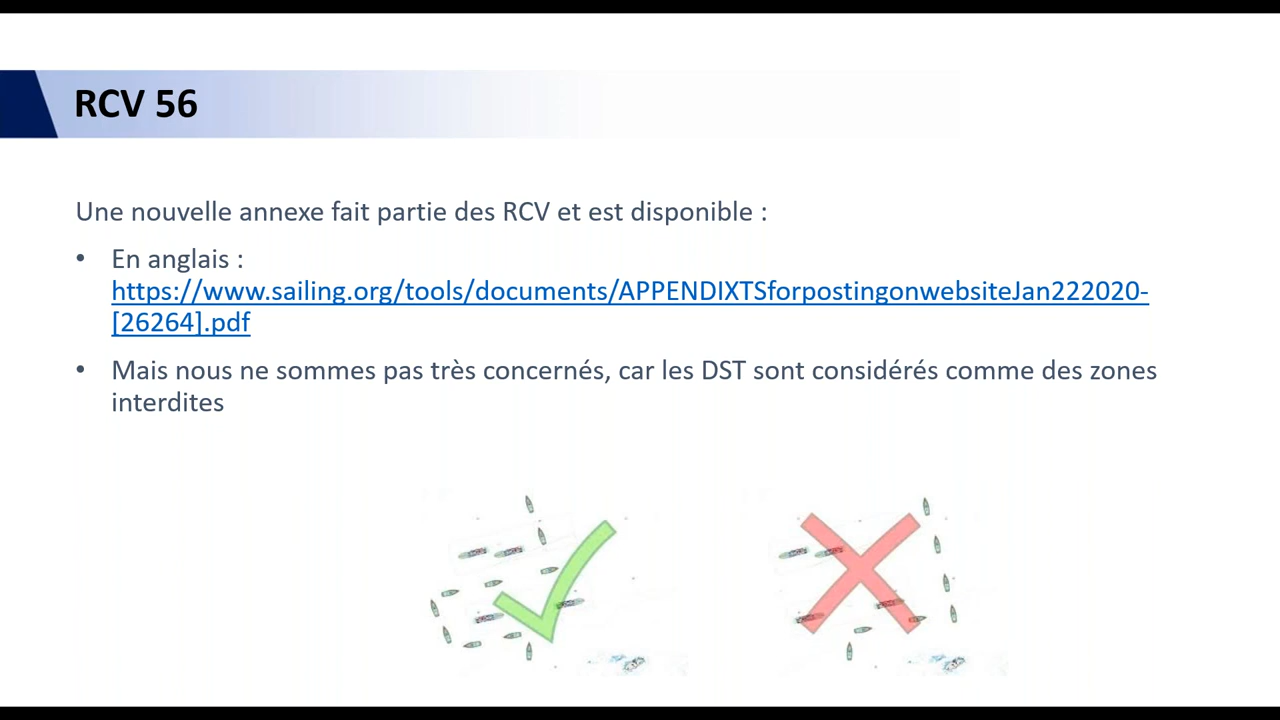 RCV 56
Une nouvelle annexe fait partie des RCV et est disponible :
• En anglais :
https://www.sailing.org/tools/documents/APPENDIXTSforpostingonwebsiteJan222020-
[26264].pdf
• Mais nous ne sommes pas très concernés, car les DST sont considérés comme des zones
interdites